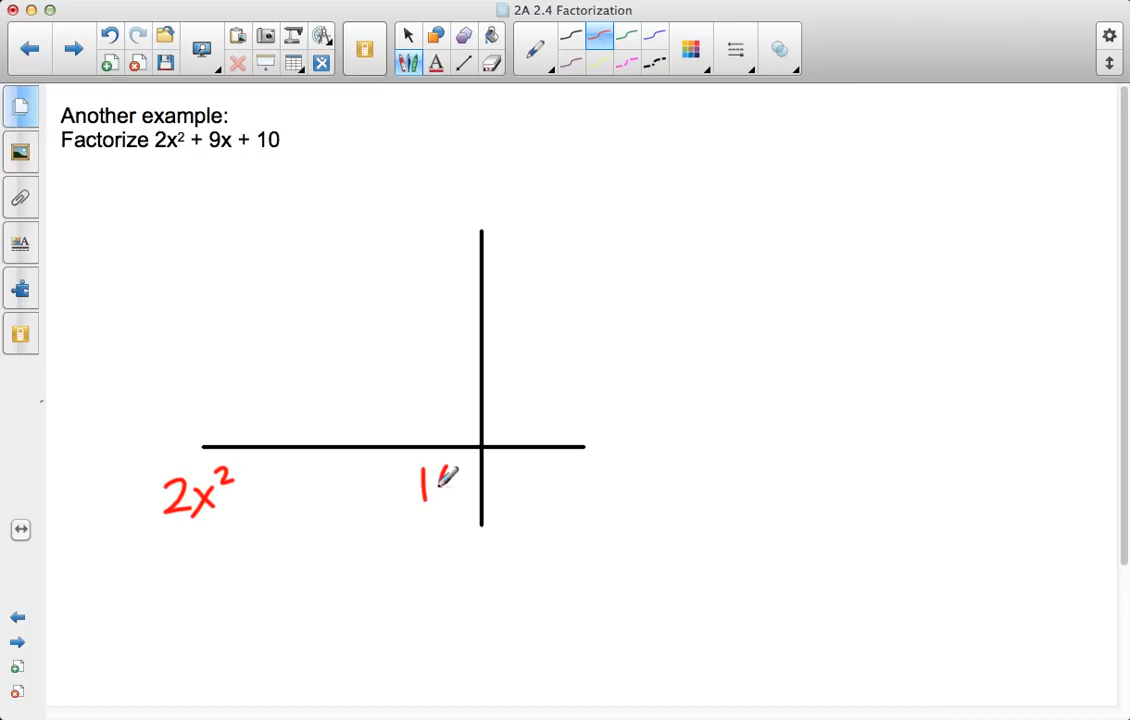 2A 2.4 Factorization
Another example:
Factorize 2x² + 9x + 10
2x²